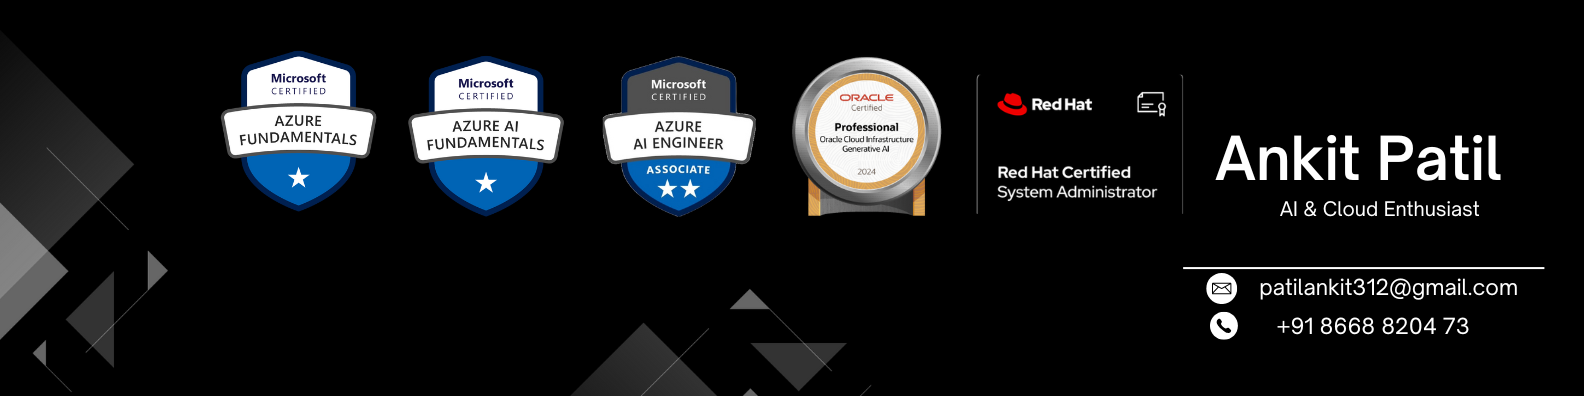 Microsoft
CERTIFIED
AZURE
FUNDAMENTALS
Microsoft
CERTIFIED
AZURE AI
FUNDAMENTALS
Microsoft
CERTIFIED
AZURE
AI ENGINEER
ASSOCIATE
ORACLE
Certified
Professional
Oracle Cloud Infrastructure
Generative AI
2024
Red Hat
Red Hat Certified
System Administrator
Ankit Patil
AI & Cloud Enthusiast
patilankit312@gmail.com
+91 8668 8204 73